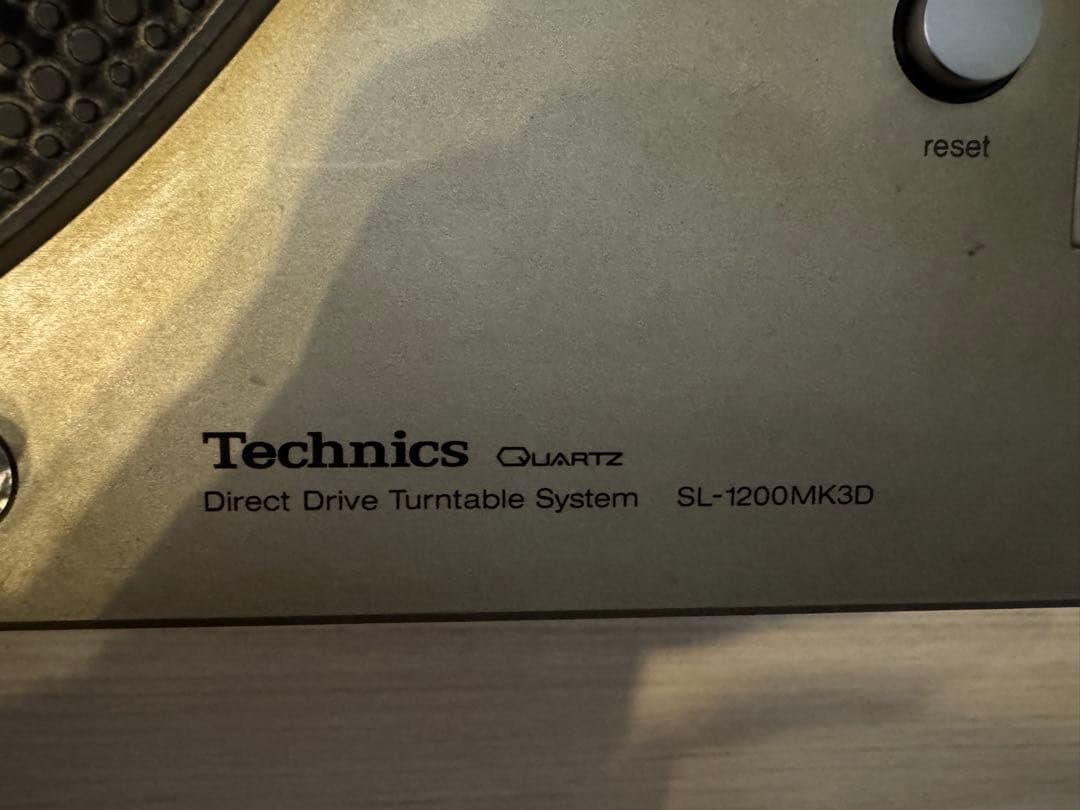 reset
Technics QUARTZ
Direct Drive Turntable System SL-1200MK3D